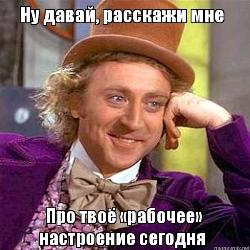 Ну давай, расскажи мне
Про твоё «рабочее»
настроение сегодня